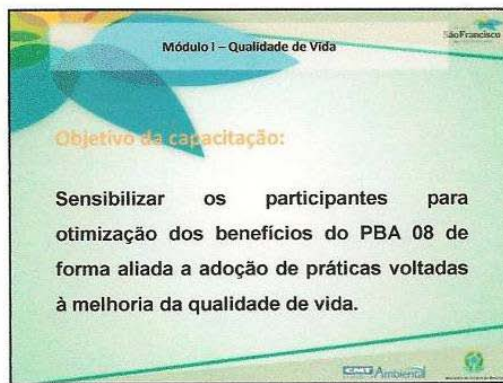 Módulo I – Qualidade de Vida
São Francisco
Objetivo da capacitação:
Sensibilizar os participantes para
otimização dos benefícios do PBA 08 de
forma aliada a adoção de práticas voltadas
à melhoria da qualidade de vida.
CMT Ambiental